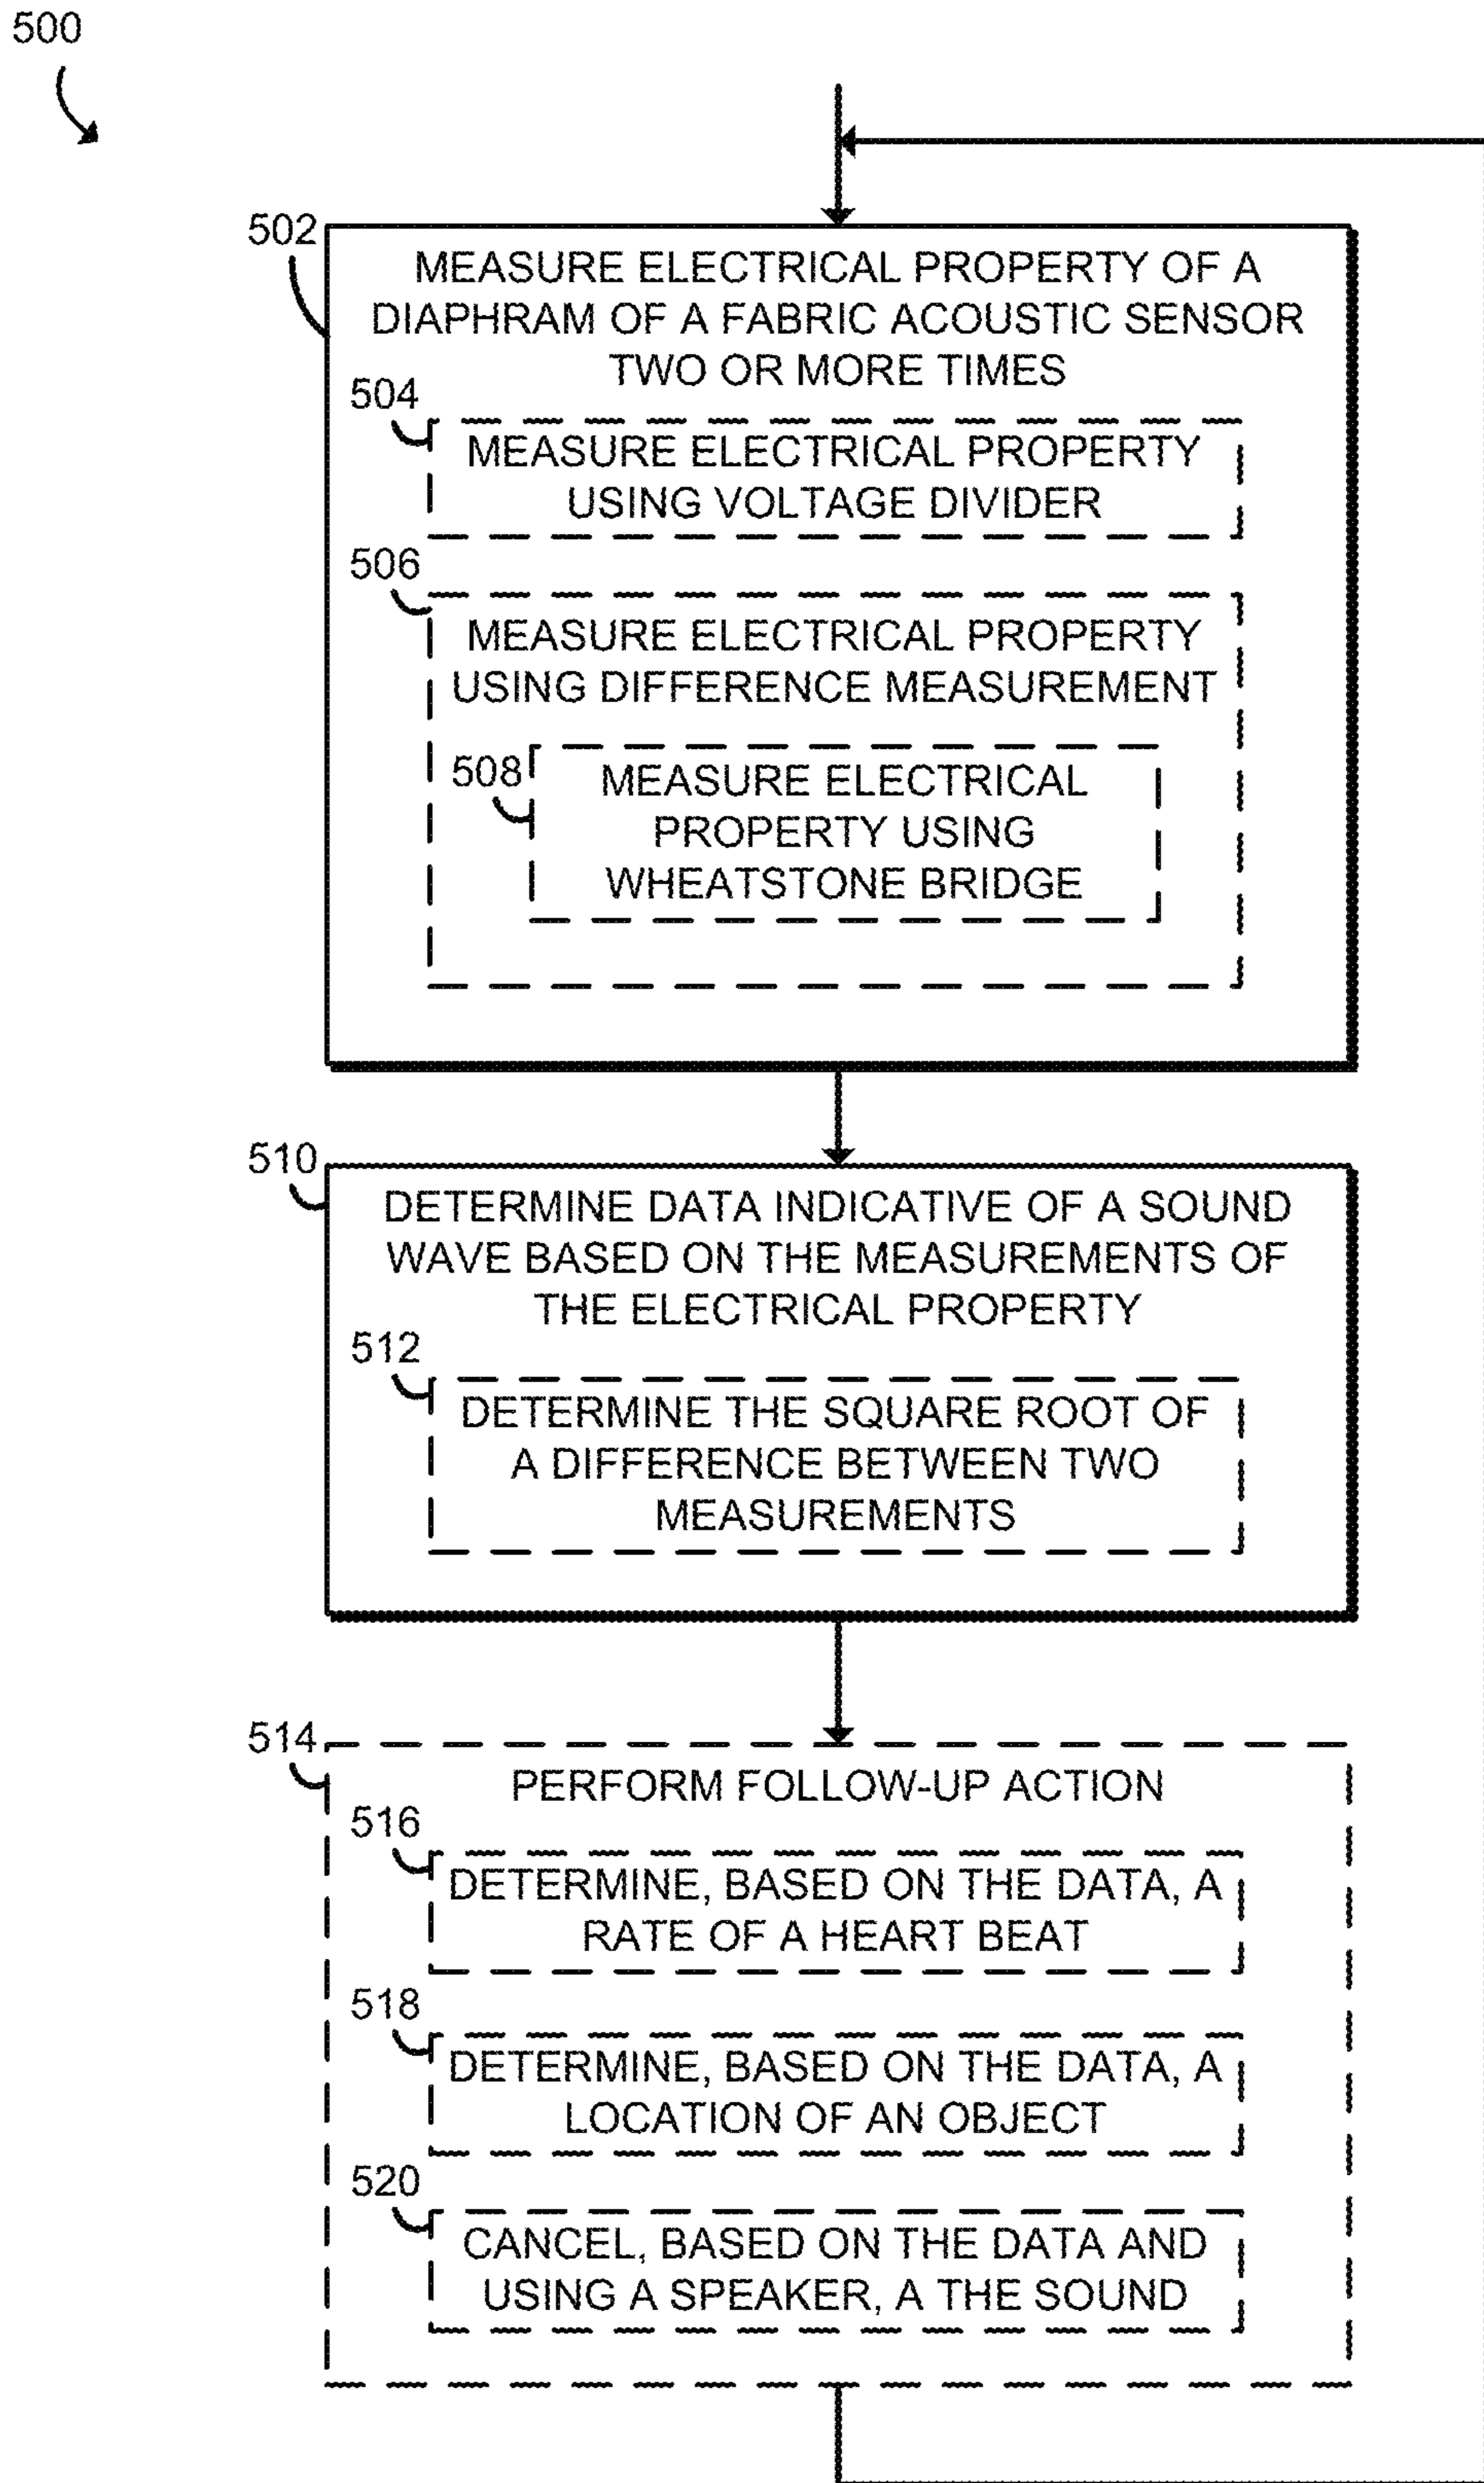 500
502
MEASURE ELECTRICAL PROPERTY OF A
DIAPHRAM OF A FABRIC ACOUSTIC SENSOR
TWO OR MORE TIMES
504
MEASURE ELECTRICAL PROPERTY
USING VOLTAGE DIVIDER
506
MEASURE ELECTRICAL PROPERTY
USING DIFFERENCE MEASUREMENT
508
MEASURE ELECTRICAL
PROPERTY USING
WHEATSTONE BRIDGE
510
DETERMINE DATA INDICATIVE OF A SOUND
WAVE BASED ON THE MEASUREMENTS OF
THE ELECTRICAL PROPERTY
512
DETERMINE THE SQUARE ROOT OF
A DIFFERENCE BETWEEN TWO
MEASUREMENTS
514
PERFORM FOLLOW-UP ACTION
516
DETERMINE, BASED ON THE DATA, A
RATE OF A HEART BEAT
518
DETERMINE, BASED ON THE DATA, A
LOCATION OF AN OBJECT
520
CANCEL, BASED ON THE DATA AND
USING A SPEAKER, A THE SOUND